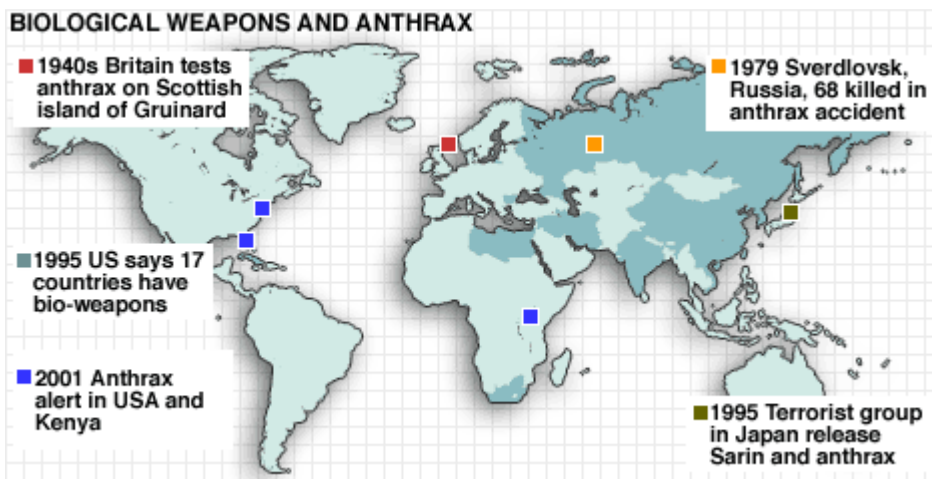 BIOLOGICAL WEAPONS AND ANTHRAX
1940s Britain tests
anthrax on Scottish
island of Gruinard
1979 Sverdlovsk,
Russia, 68 killed in
anthrax accident
1995 US says 17
countries have
bio-weapons
2001 Anthrax
alert in USA and
Kenya
1995 Terrorist group
in Japan release
Sarin and anthrax